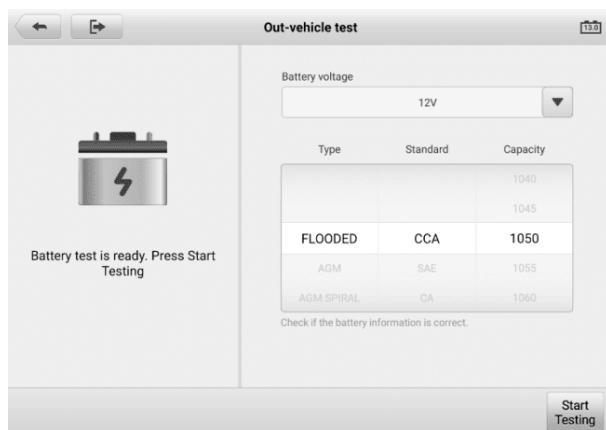 Out-vehicle test
13.0
Battery voltage
12V
Type Standard Capacity
1040
1045
FLOODED CCA 1050
AGM SAE 1055
AGM SPIRAL CA 1060
Check if the battery information is correct.
Battery test is ready. Press Start
Testing
Start
Testing